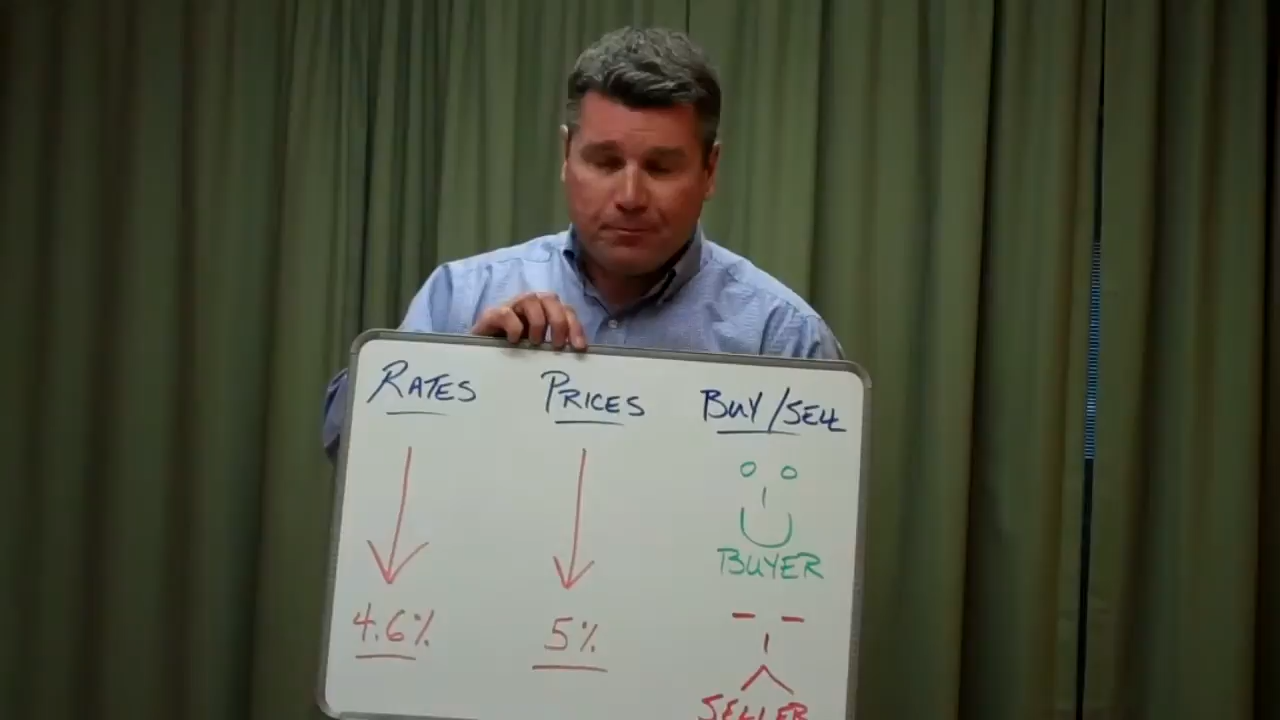 RATES PRICES BUY/SELL
BUYER
4.6% 5%
SELLER